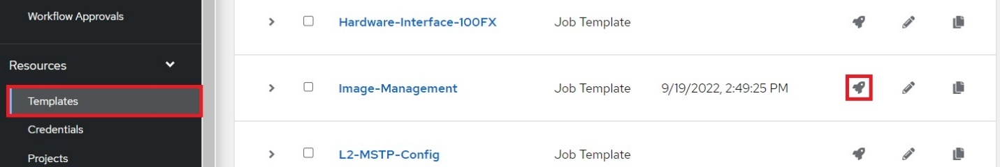 Workflow Approvals
Resources
Templates
Credentials
Projects
Hardware-Interface-100FX Job Template
Image-Management Job Template 9/19/2022, 2:49:25 PM
L2-MSTP-Config Job Template